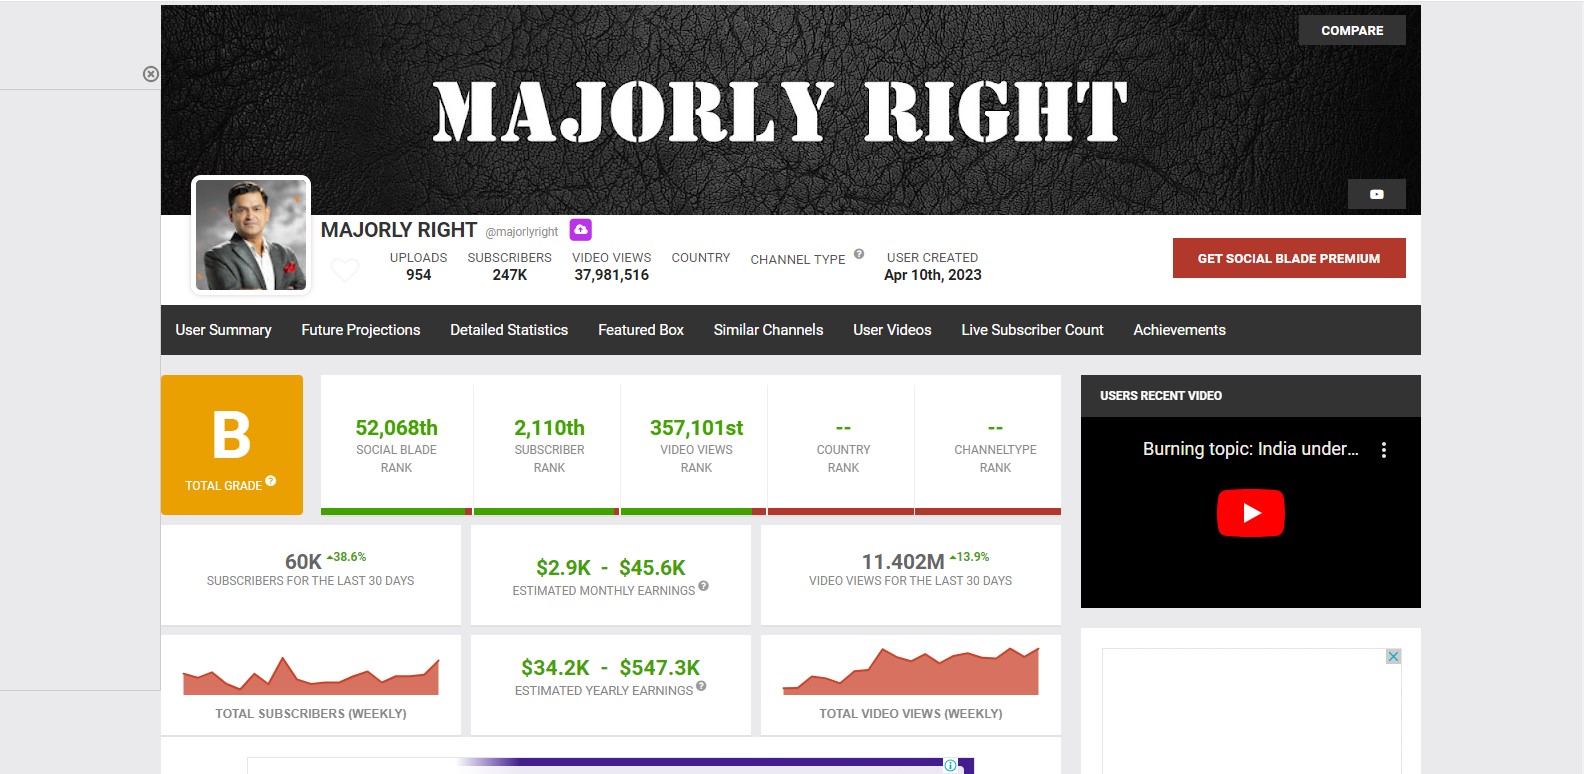 COMPARE
MAJORLY RIGHT
MAJORLY RIGHT @majorlyright
UPLOADS SUBSCRIBERS VIDEO VIEWS COUNTRY CHANNEL TYPE ? USER CREATED
954 247K 37,981,516 Apr 10th, 2023
GET SOCIAL BLADE PREMIUM
User Summary Future Projections Detailed Statistics Featured Box Similar Channels User Videos Live Subscriber Count Achievements
B
TOTAL GRADE ?
52,068th 2,110th 357,101st -- --
SOCIAL BLADE SUBSCRIBER VIDEO VIEWS COUNTRY CHANNELTYPE
RANK RANK RANK RANK RANK
USERS RECENT VIDEO
Burning topic: India under...
60K 38.6%
SUBSCRIBERS FOR THE LAST 30 DAYS
$2.9K - $45.6K
ESTIMATED MONTHLY EARNINGS ?
11.402M 13.9%
VIDEO VIEWS FOR THE LAST 30 DAYS
TOTAL SUBSCRIBERS (WEEKLY)
$34.2K - $547.3K
ESTIMATED YEARLY EARNINGS ?
TOTAL VIDEO VIEWS (WEEKLY)